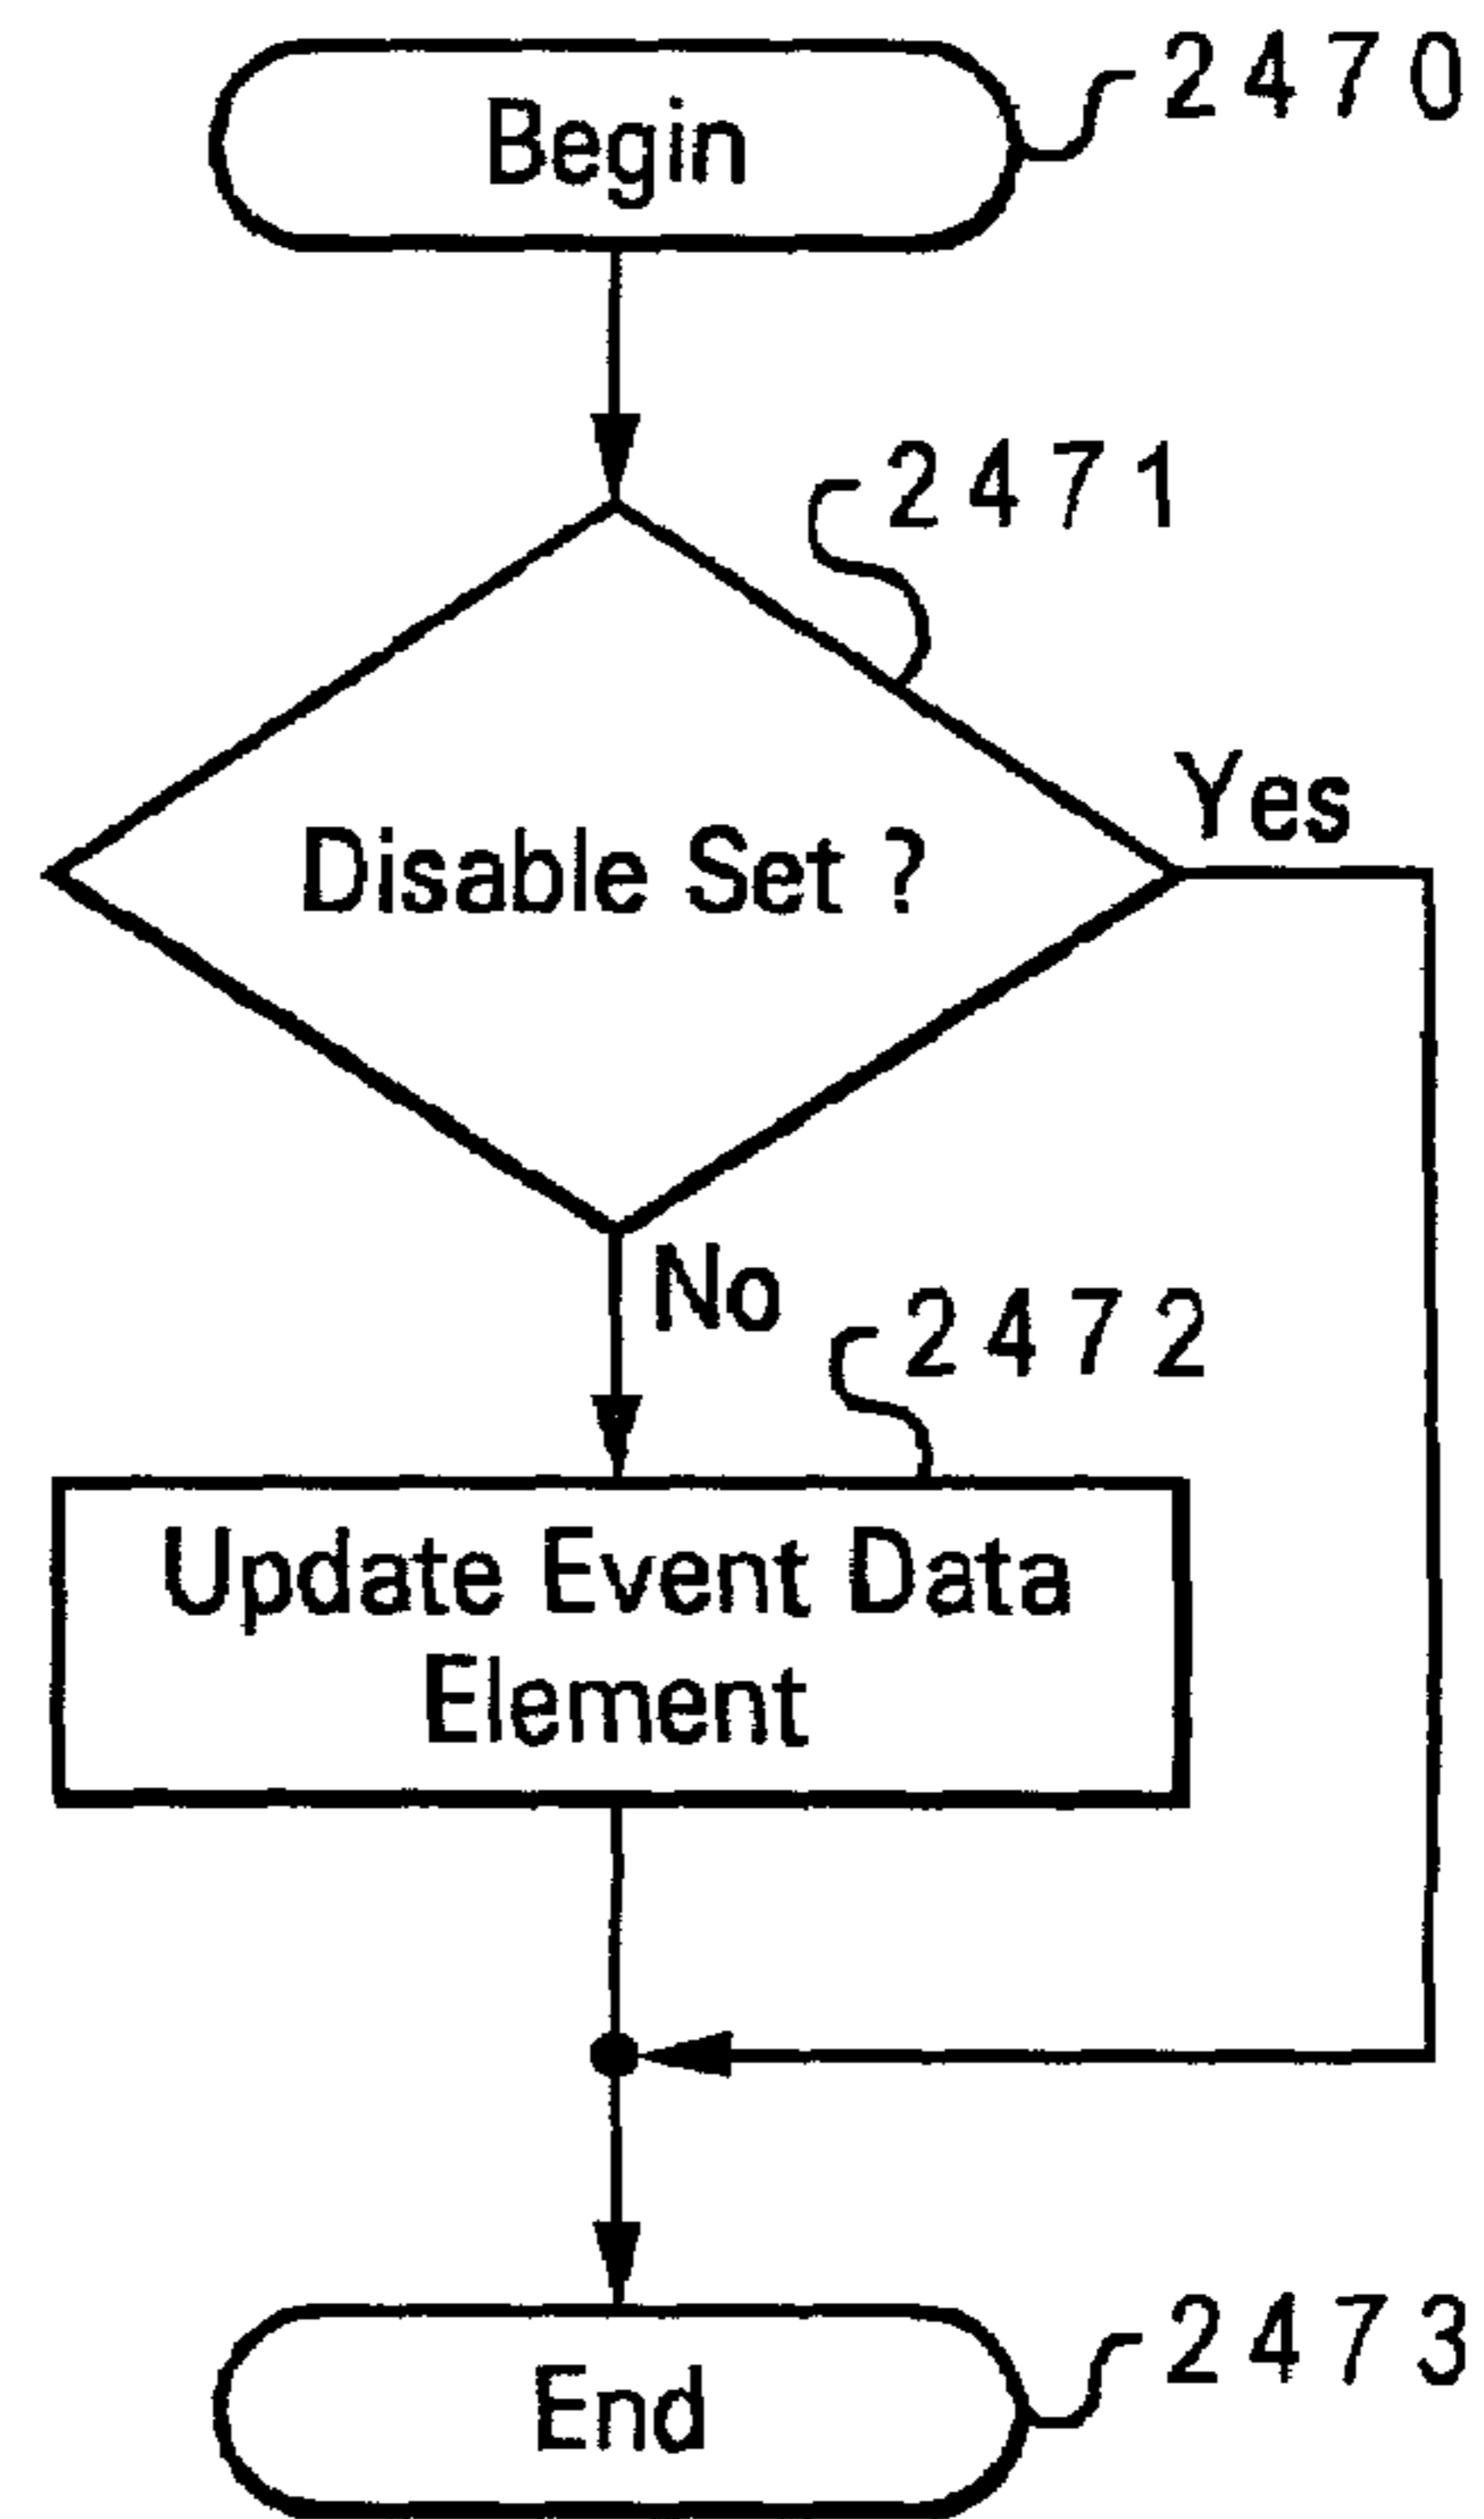 Begin
2470
2471
Disable Set ?
Yes
No
2472
Update Event Data
Element
End
2473